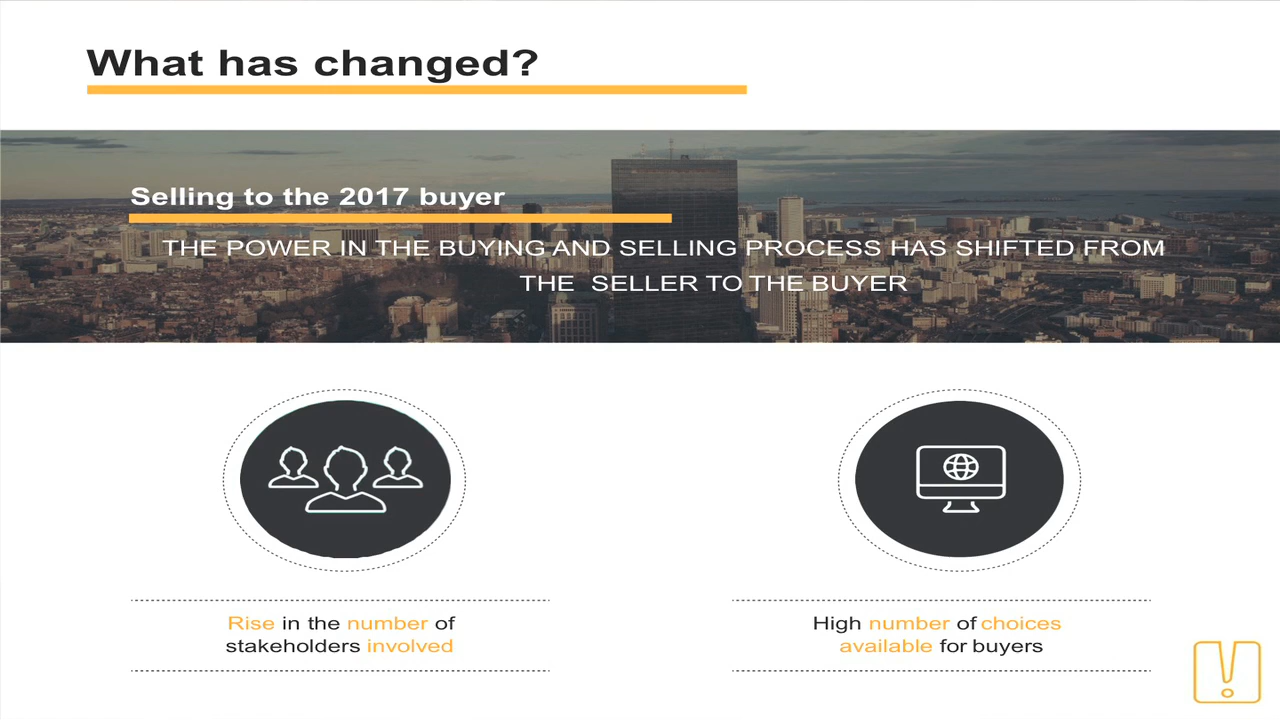 What has changed?
Selling to the 2017 buyer
THE POWER IN THE BUYING AND SELLING PROCESS HAS SHIFTED FROM
THE SELLER TO THE BUYER
Rise in the number of
stakeholders involved
High number of choices
available for buyers